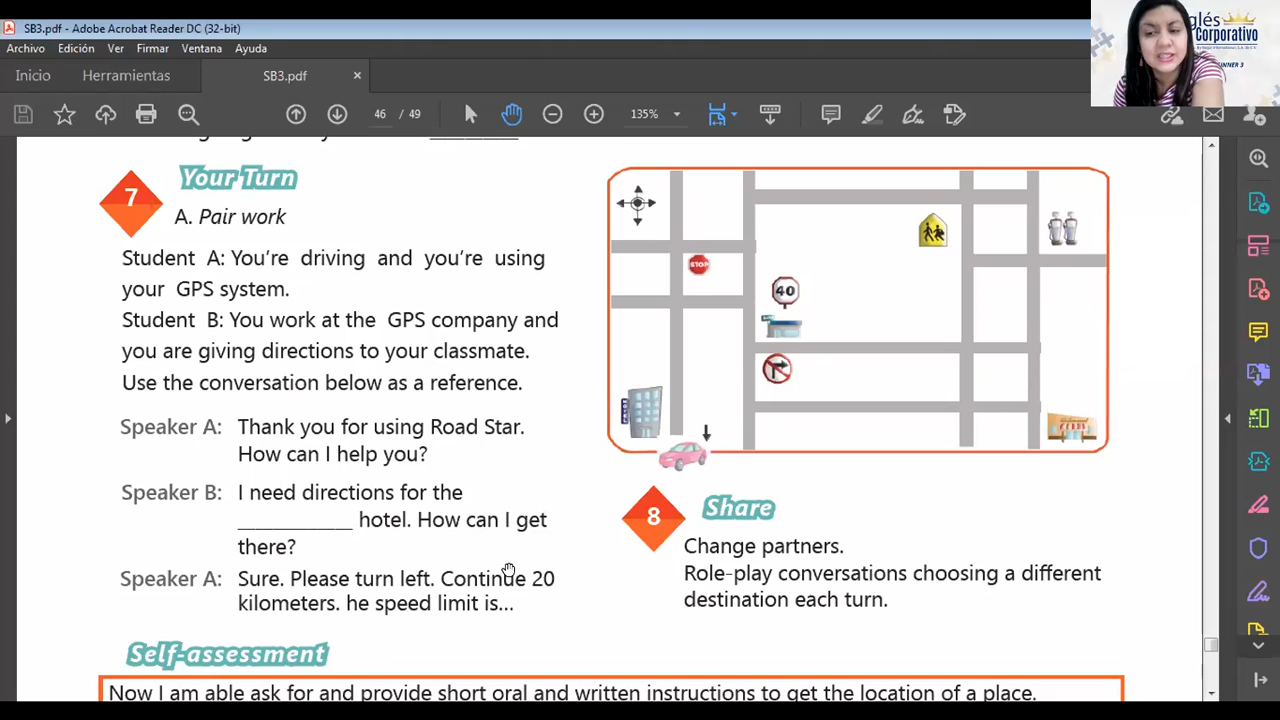 SB3.pdf - Adobe Acrobat Reader DC (32-bit)
Archivo Edición Ver Firmar Ventana Ayuda
Inicio Herramientas SB3.pdf
46 / 49 135%
glés
Corporativo
7 Your Turn
A. Pair work
Student A: You're driving and you're using
your GPS system.
Student B: You work at the GPS company and
you are giving directions to your classmate.
Use the conversation below as a reference.
Speaker A: Thank you for using Road Star.
How can I help you?
Speaker B: I need directions for the
____________ hotel. How can I get
there?
Speaker A: Sure. Please turn left. Continue 20
kilometers. he speed limit is...
STOP
40
8 Share
Change partners.
Role-play conversations choosing a different
destination each turn.
Self-assessment
Now I am able ask for and provide short oral and written instructions to get the location of a place.